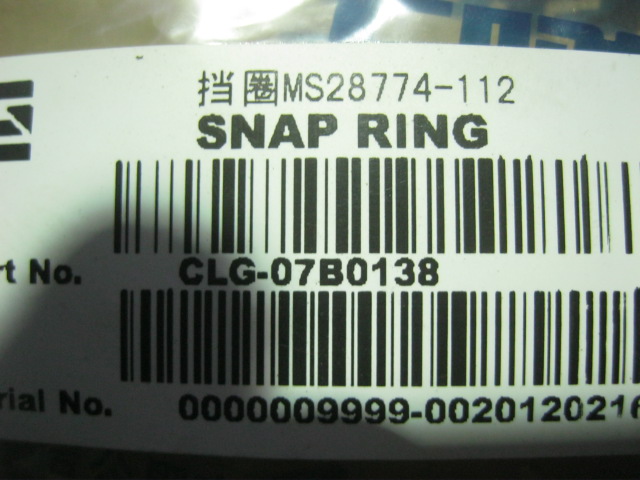 挡圈MS28774-112
SNAP RING
rt No. CLG-07B0138
rial No. 0000009999-0020120216